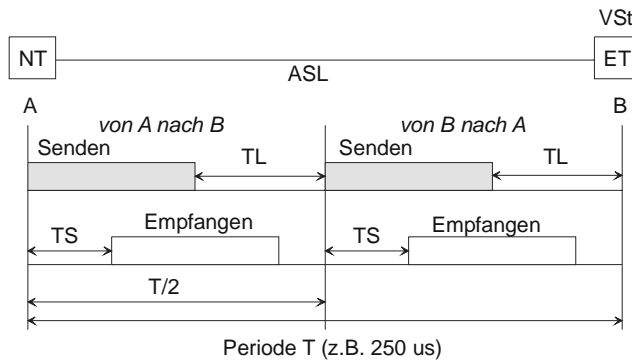 VSt
NT
ET
ASL
A
B
von A nach B
von B nach A
Senden
TL
Senden
TL
TS
Empfangen
TS
Empfangen
T/2
Periode T (z.B. 250 us)